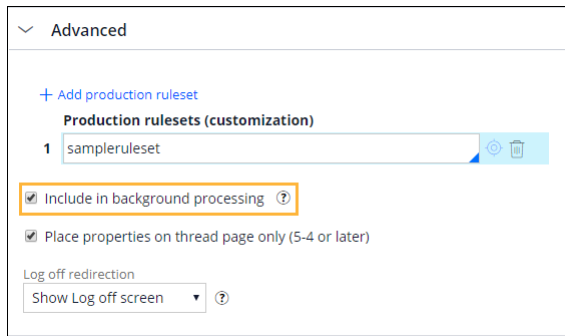 Advanced
+ Add production ruleset
Production rulesets (customization)
1 sampleruleset
Include in background processing ?
Place properties on thread page only (5-4 or later)
Log off redirection
Show Log off screen ?